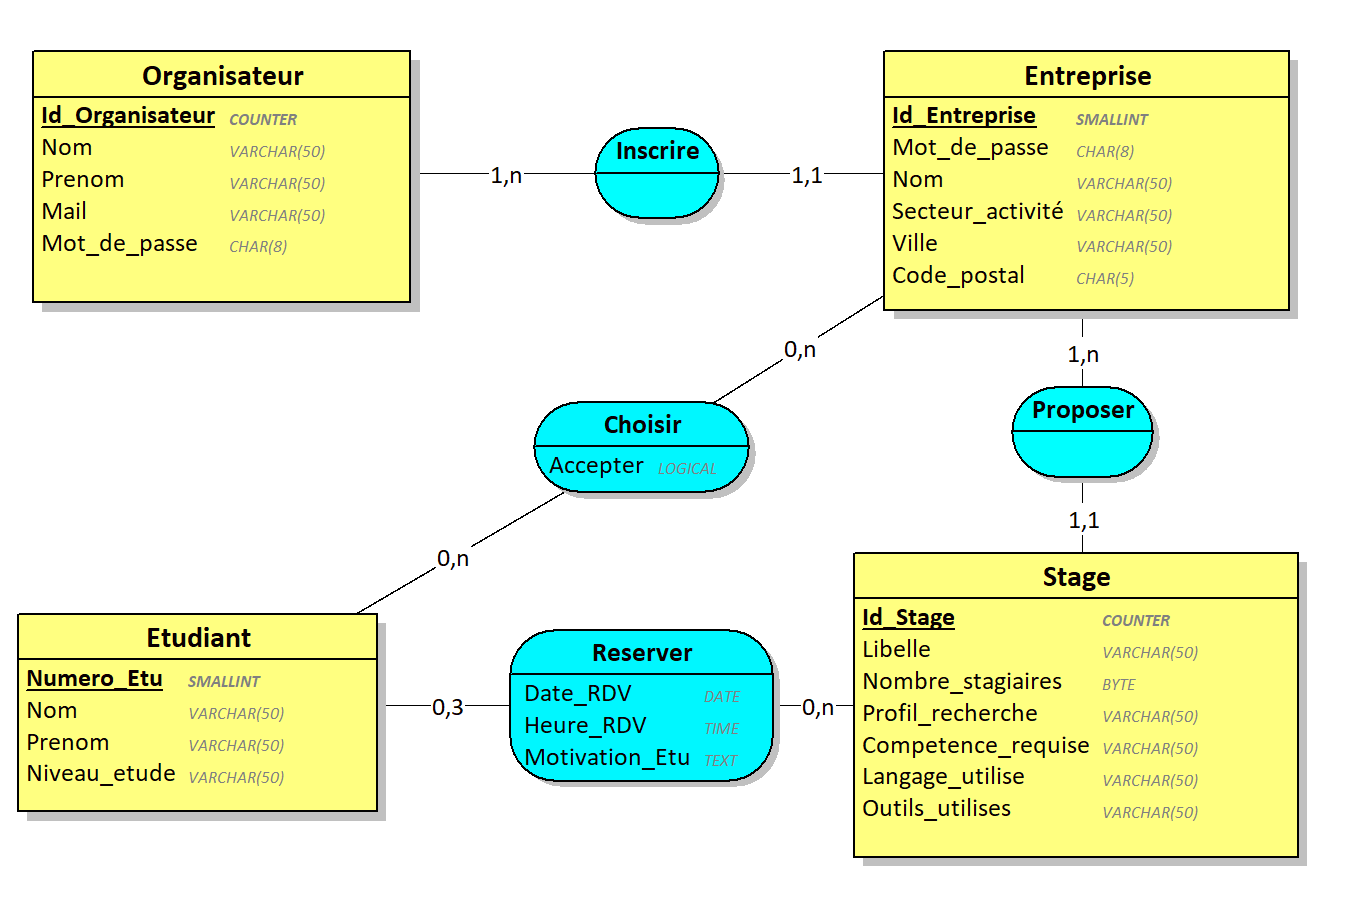 Organisateur
Id_Organisateur COUNTER
Nom VARCHAR(50)
Prenom VARCHAR(50)
Mail VARCHAR(50)
Mot_de_passe CHAR(8)
1,n
Inscrire
1,1
Entreprise
Id_Entreprise SMALLINT
Mot_de_passe CHAR(8)
Nom VARCHAR(50)
Secteur_activité VARCHAR(50)
Ville VARCHAR(50)
Code_postal CHAR(5)
0,n
1,n
Choisir
Accepter LOGICAL
Proposer
0,n
1,1
Etudiant
Numero_Etu SMALLINT
Nom VARCHAR(50)
Prenom VARCHAR(50)
Niveau_etude VARCHAR(50)
0,3
Reserver
Date_RDV DATE
Heure_RDV TIME
Motivation_Etu TEXT
0,n
Stage
Id_Stage COUNTER
Libelle VARCHAR(50)
Nombre_stagiaires BYTE
Profil_recherche VARCHAR(50)
Competence_requise VARCHAR(50)
Langage_utilise VARCHAR(50)
Outils_utilises VARCHAR(50)